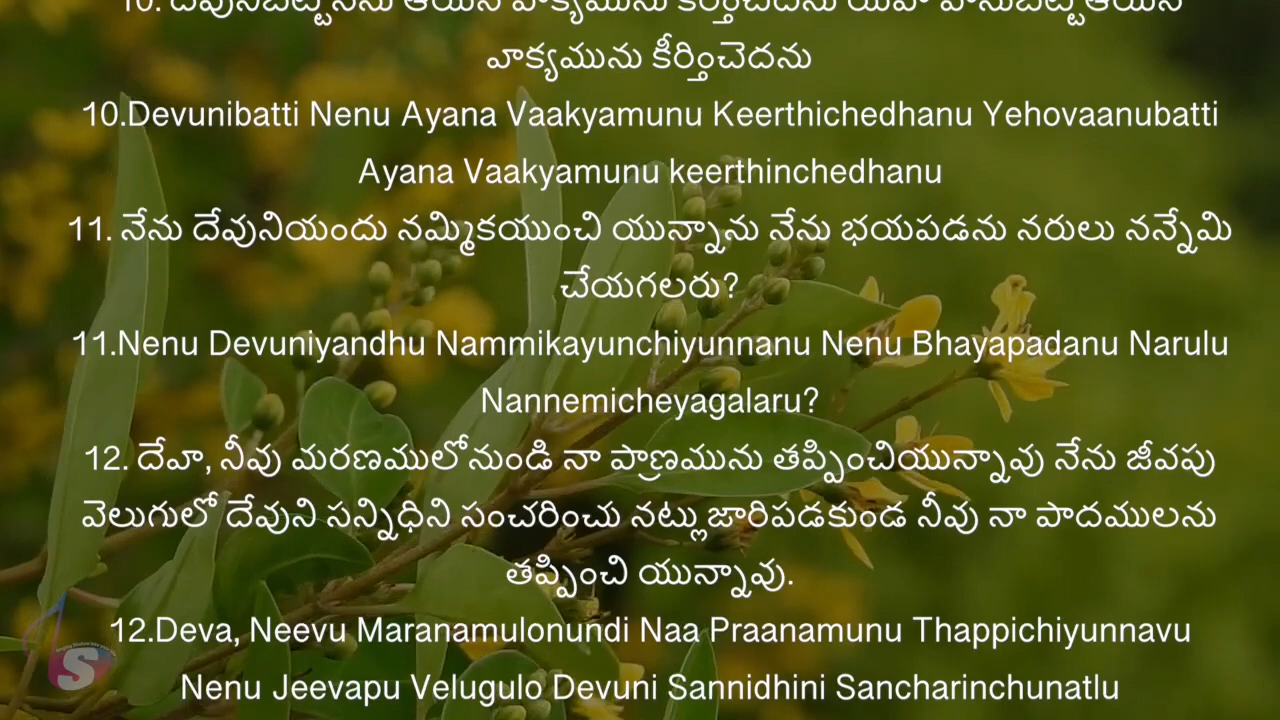 10. దేవునిబట్టి నేను ఆయన వాక్యమును కీర్తించెదను యెహో వానుబట్టి ఆయన
వాక్యమును కీర్తించెదను
10.Devunibatti Nenu Ayana Vaakyamunu Keerthichedhanu Yehovaanubatti
Ayana Vaakyamunu keerthinchedhanu
11. నేను దేవునియందు నమ్మికయుంచి యున్నాను నేను భయపడను నరులు నన్నేమి
చేయగలరు?
11.Nenu Devuniyandhu Nammikayunchiyunnanu Nenu Bhayapadanu Narulu
Nannemicheyagalaru?
12. దేవా, నీవు మరణములోనుండి నా ప్రాణమును తప్పించియున్నావు నేను జీవపు
వెలుగులో దేవుని సన్నిధిని సంచరించు నట్లుజారిపడకుండ నీవు నా పాదములను
తప్పించి యున్నావు.
12.Deva, Neevu Maranamulonundi Naa Praanamunu Thappichiyunnavu
Nenu Jeevapu Velugulo Devuni Sannidhini Sancharinchunatlu
S